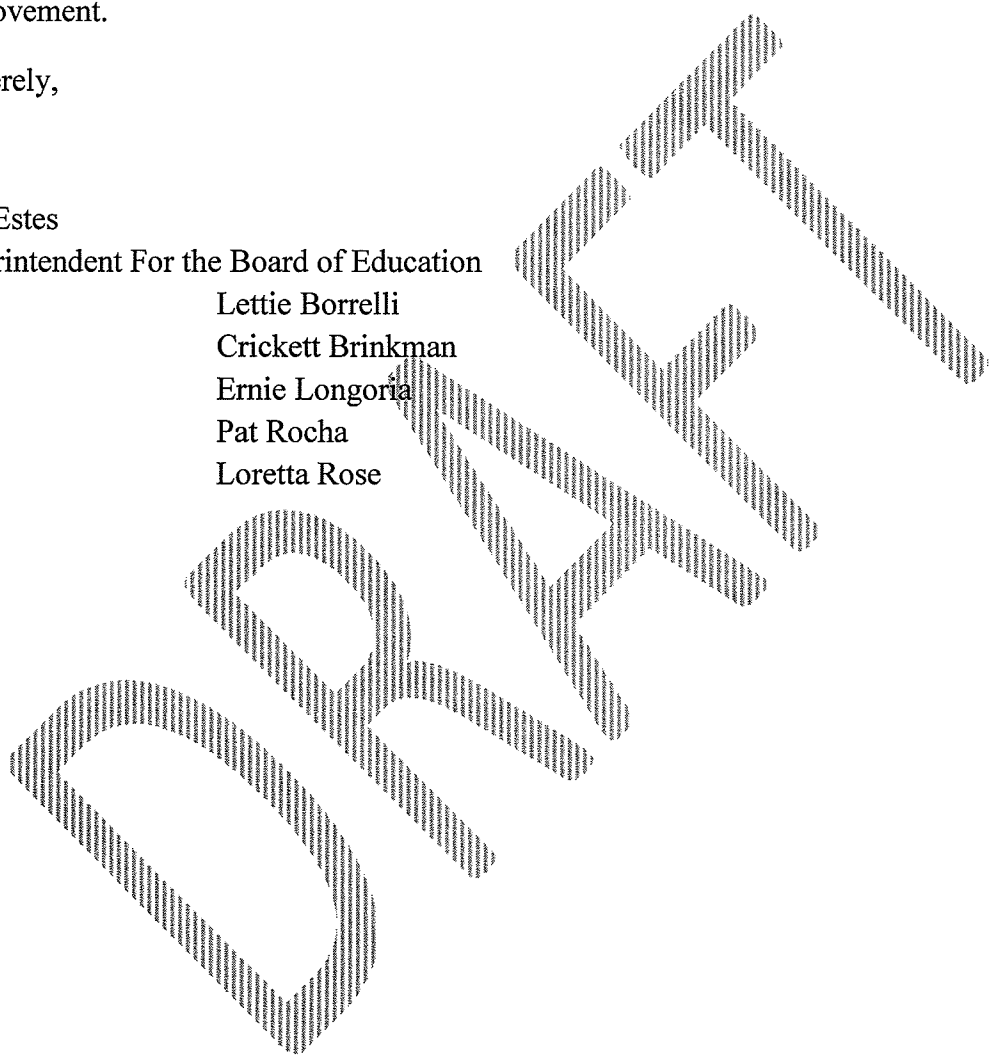 ovement.
erely,
Estes
rintendent For the Board of Education
Lettie Borrelli
Crickett Brinkman
Ernie Longoria
Pat Rocha
Loretta Rose
DRAFT